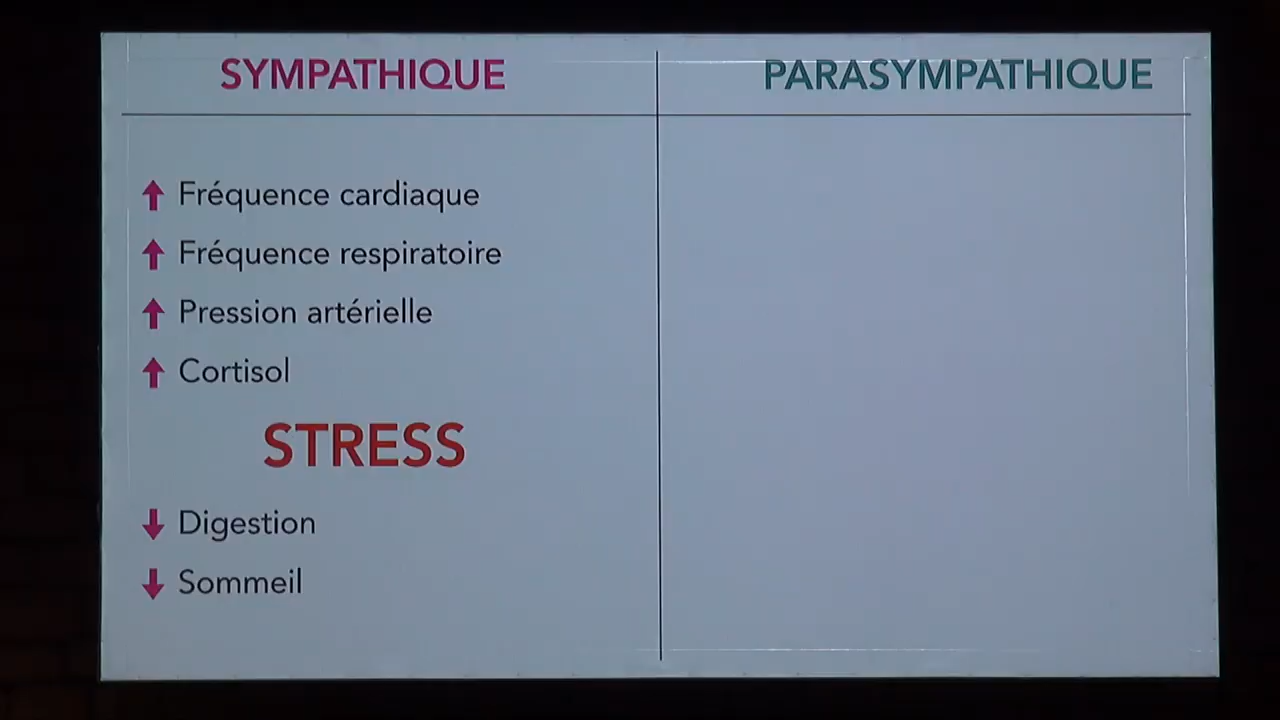 SYMPATHIQUE
PARASYMPATHIQUE
Fréquence cardiaque
Fréquence respiratoire
Pression artérielle
Cortisol
STRESS
Digestion
Sommeil